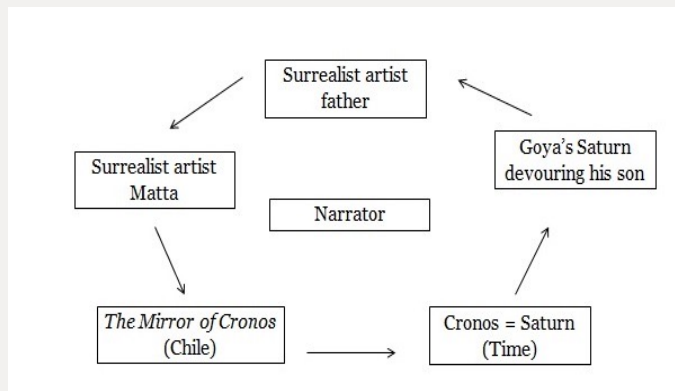 Surrealist artist
father
Goya's Saturn
devouring his son
Surrealist artist
Matta
Narrator
The Mirror of Cronos
(Chile)
Cronos = Saturn
(Time)